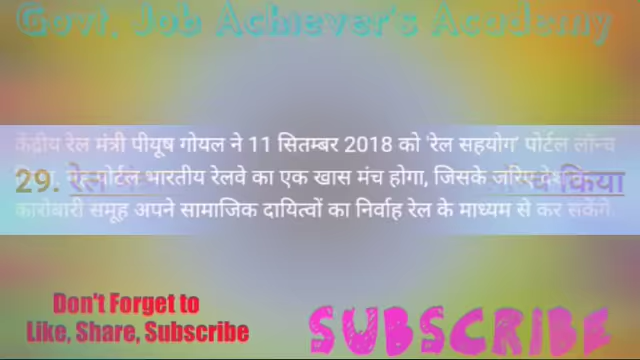 Govt. Job Achiever's Academy
केंद्रीय रेल मंत्री पीयूष गोयल ने 11 सितम्बर 2018 को 'रेल सहयोग' पोर्टल लॉन्च
29. रेल पोर्टल भारतीय रेलवे का एक खास मंच होगा, जिसके जरिए किया
कारोबारी समूह अपने सामाजिक दायित्वों का निर्वाह रेल के माध्यम से कर सकेंगे.
Don't Forget to
Like, Share, Subscribe
SUBSCRIBE